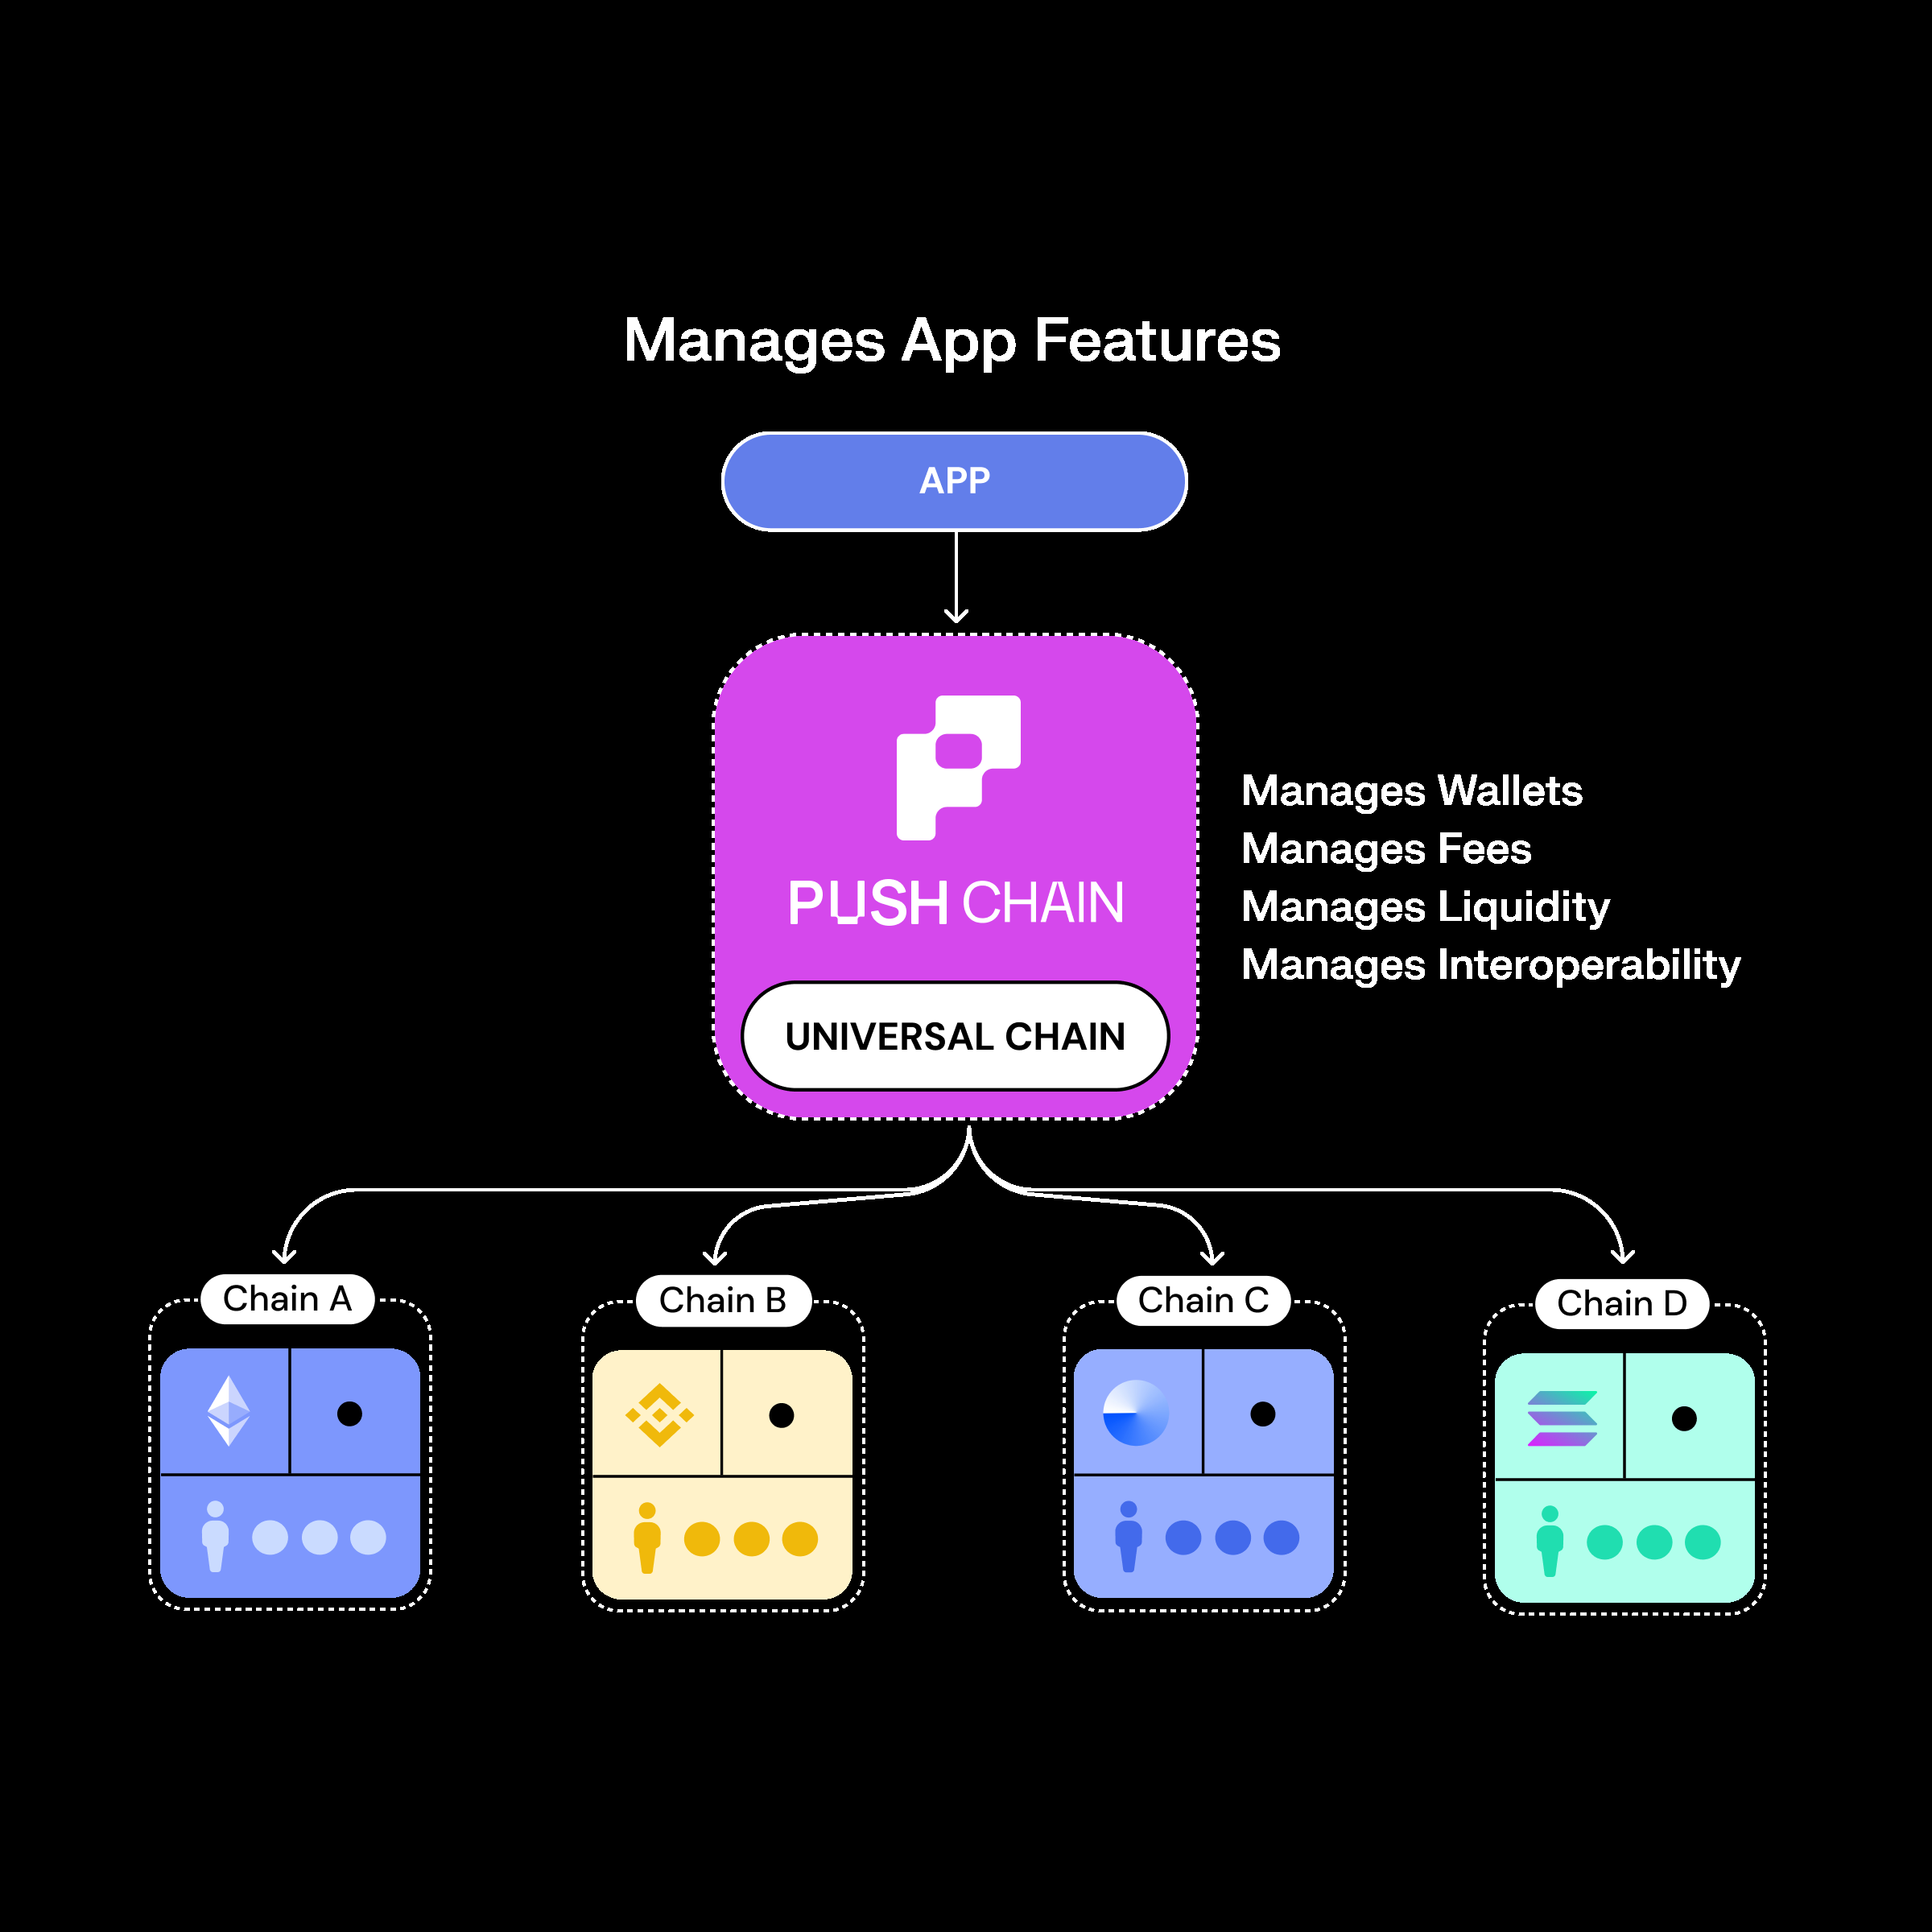 Manages App Features
APP
PUSH CHAIN
UNIVERSAL CHAIN
Manages Wallets
Manages Fees
Manages Liquidity
Manages Interoperability
Chain A
Chain B
Chain C
Chain D